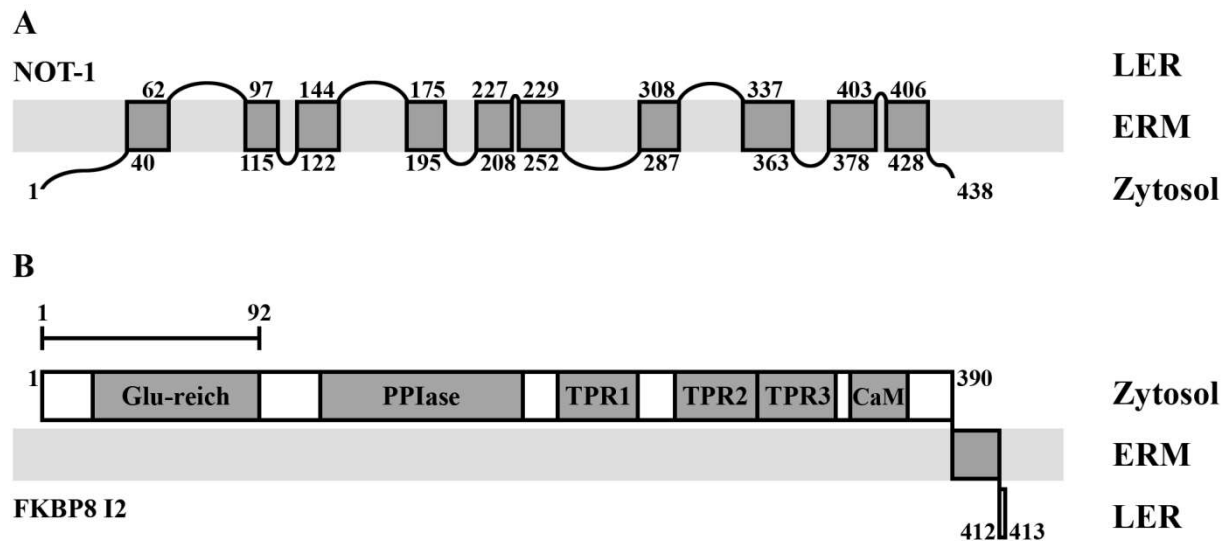 A
NOT-1
62 97 144 175 227 229 308 337 403 406
LER
ERM
40 115 122 195 208 252 287 363 378 428
1
438
Zytosol
B
1 92
1
Glu-reich PPIase TPR1 TPR2 TPR3 CaM
390
Zytosol
ERM
FKBP8 I2
412 413
LER